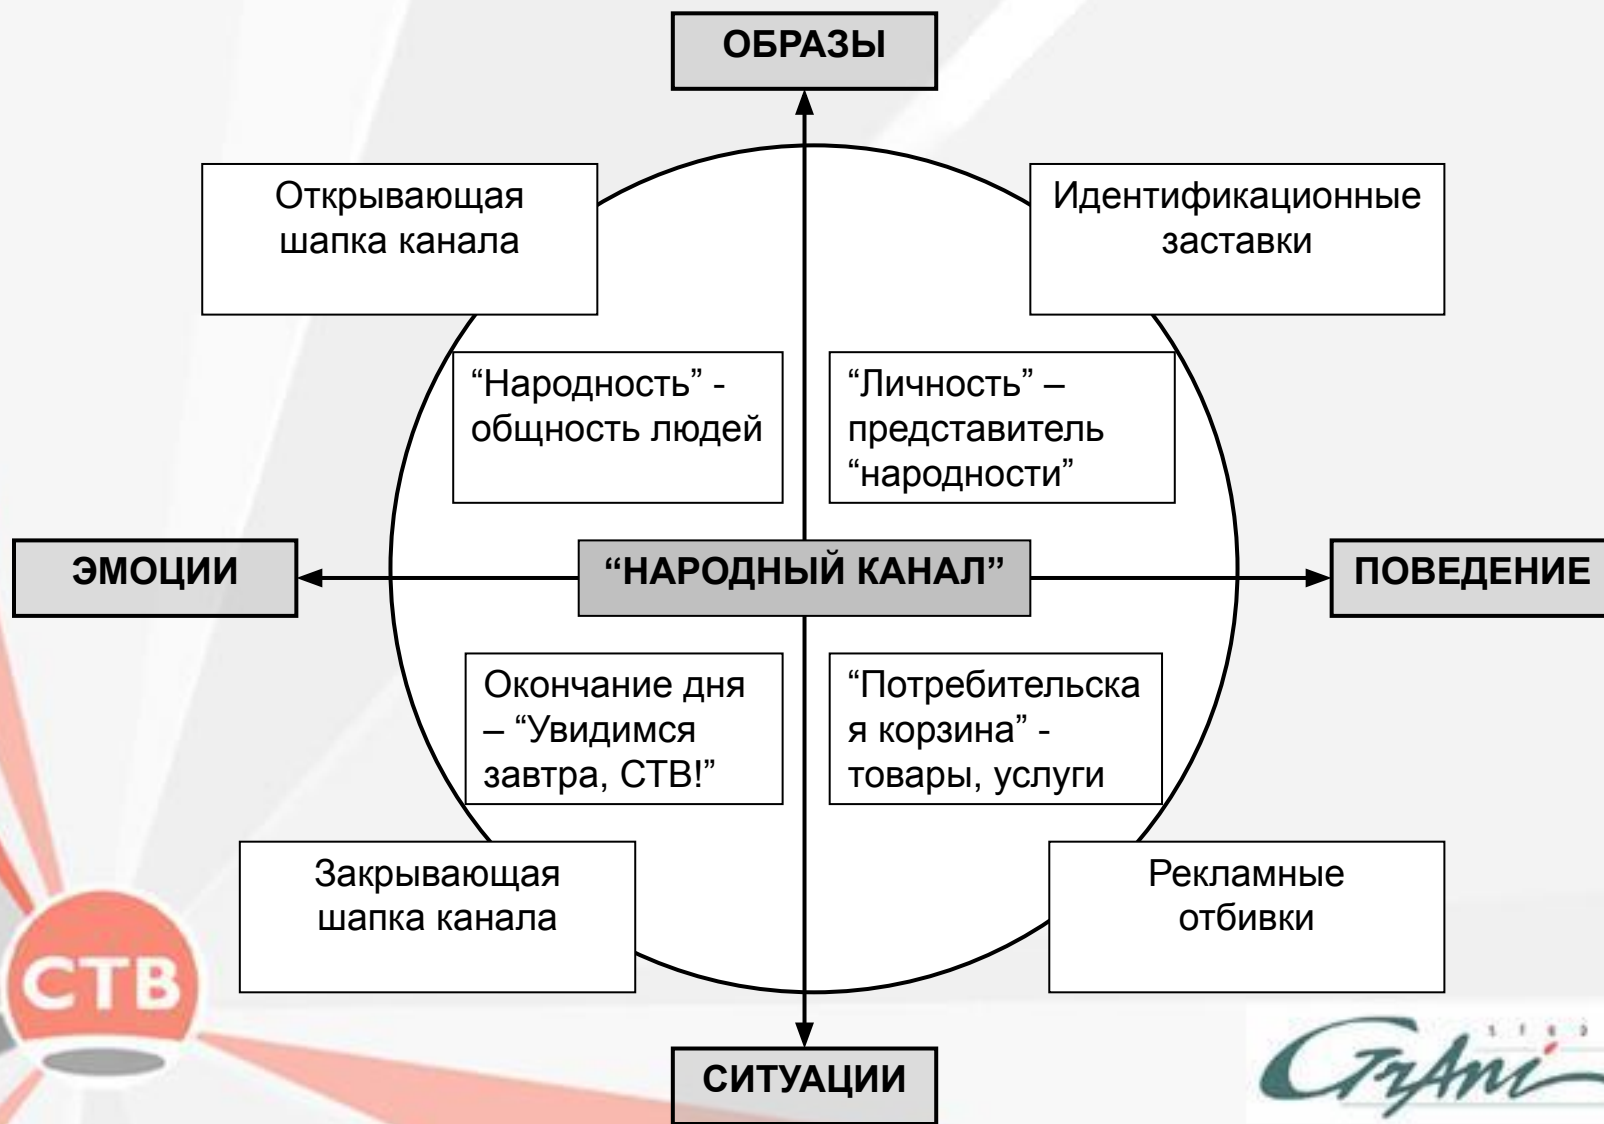 ОБРАЗЫ
Открывающая
шапка канала
Идентификационные
заставки
“Народность” -
общность людей
“Личность” –
представитель
“народности”
ЭМОЦИИ
“НАРОДНЫЙ КАНАЛ”
ПОВЕДЕНИЕ
Окончание дня
– “Увидимся
завтра, СТВ!”
“Потребительска
я корзина” -
товары, услуги
Закрывающая
шапка канала
Рекламные
отбивки
СТВ
СИТУАЦИИ
GrAni